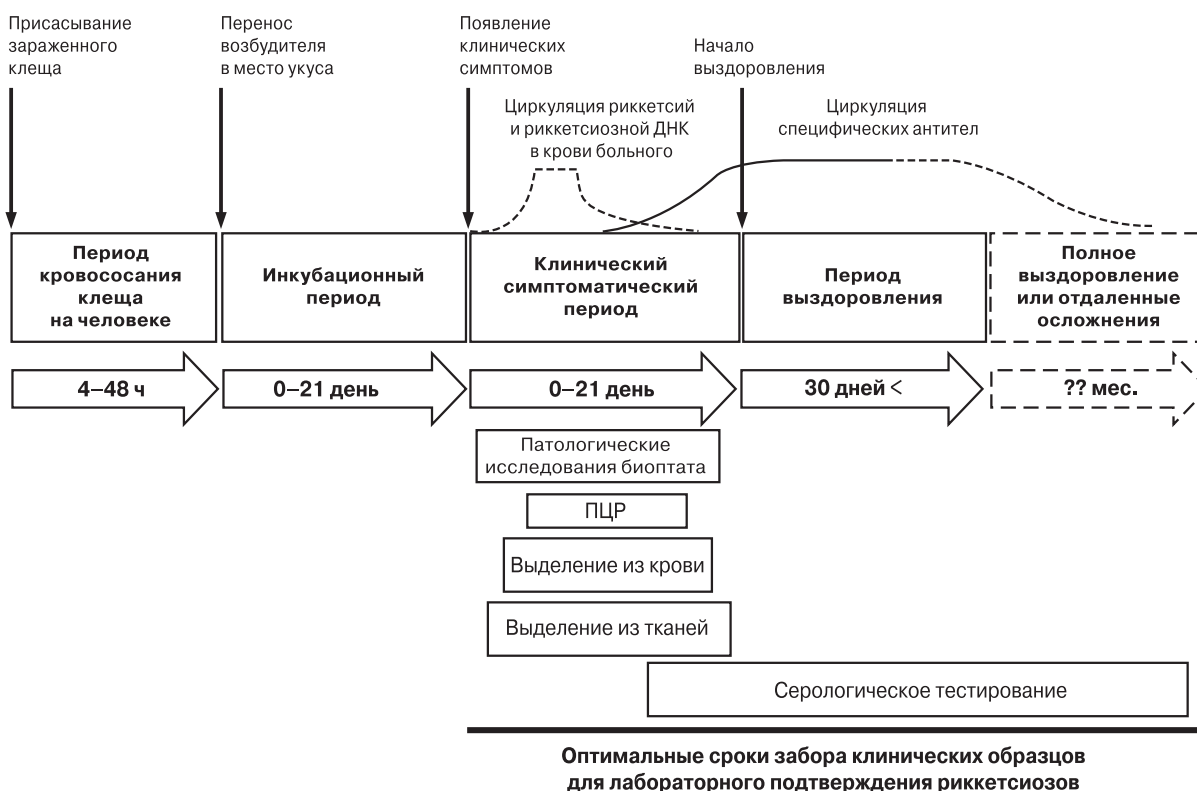 Присасывание
зараженного
клеща
Перенос
возбудителя
в место укуса
Появление
клинических
симптомов
Начало
выздоровления
Циркуляция риккетсий
и риккетсиозной ДНК
в крови больного
Циркуляция
специфических антител
Период
кровососания
клеща
на человеке
Инкубационный
период
Клинический
симптоматический
период
Период
выздоровления
Полное
выздоровление
или отдаленные
осложнения
4–48 ч
0–21 день
0–21 день
30 дней <
?? мес.
Патологические
исследования биоптата
ПЦР
Выделение из крови
Выделение из тканей
Серологическое тестирование
Оптимальные сроки забора клинических образцов
для лабораторного подтверждения риккетсиозов